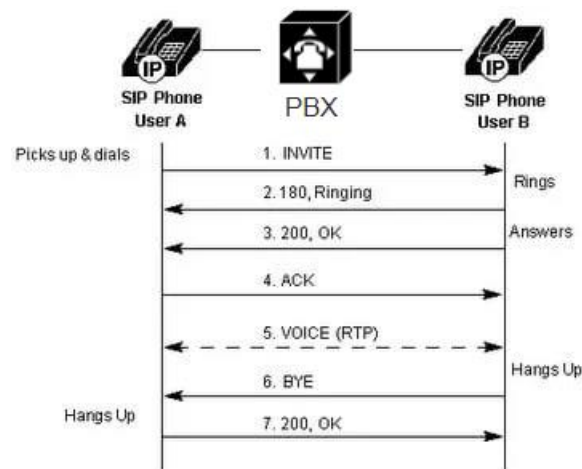 IP
IP
SIP Phone
User A
PBX
SIP Phone
User B
Picks up & dials
1. INVITE
Rings
2. 180, Ringing
3. 200, OK
Answers
4. ACK
5. VOICE (RTP)
Hangs Up
6. BYE
Hangs Up
7. 200, OK